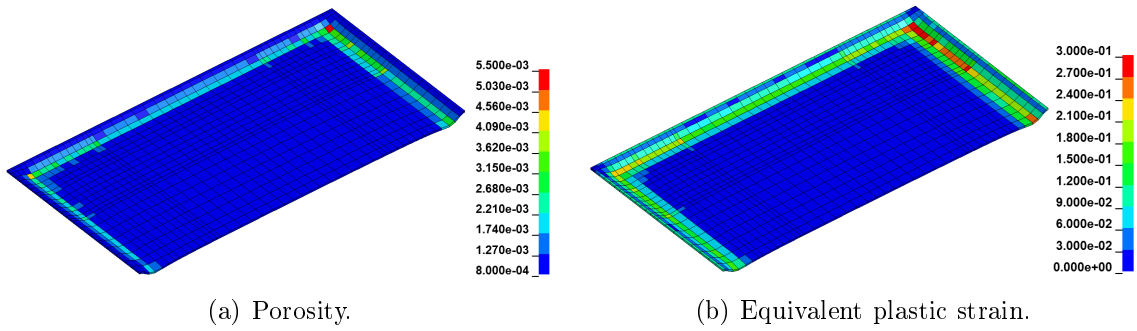 5.500e-03
5.030e-03
4.560e-03
4.090e-03
3.620e-03
3.150e-03
2.680e-03
2.210e-03
1.740e-03
1.270e-03
8.000e-04
(a) Porosity.
3.000e-01
2.700e-01
2.400e-01
2.100e-01
1.800e-01
1.500e-01
1.200e-01
9.000e-02
6.000e-02
3.000e-02
0.000e+00
(b) Equivalent plastic strain.